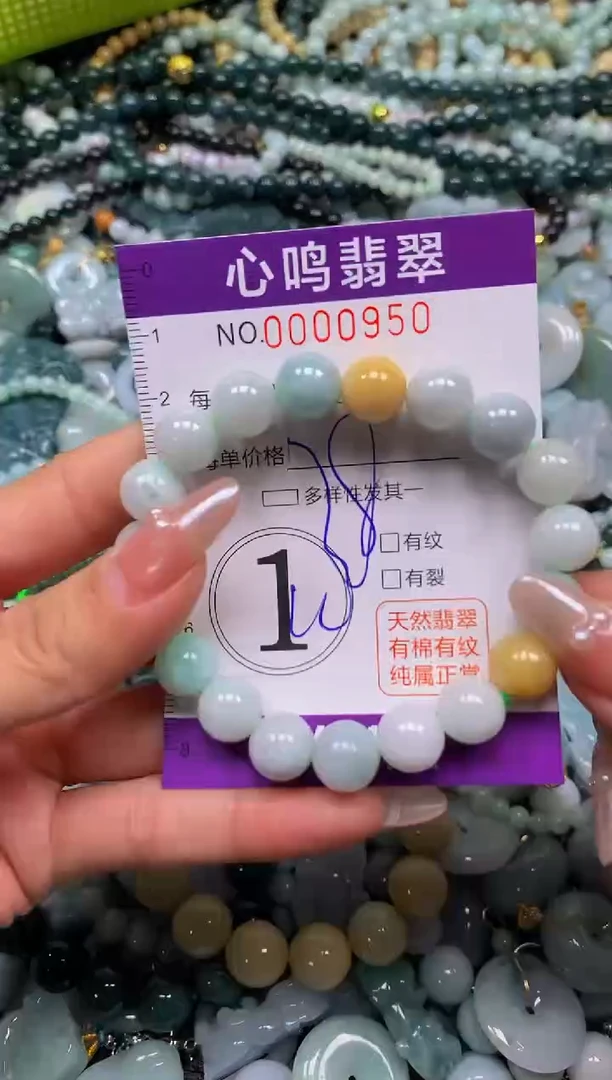 心鸣翡翠
NO.0000950
0
1
2 每
单价格
多样性发其一
1
有纹
有裂
天然翡翠
有棉有纹
纯属正常
8